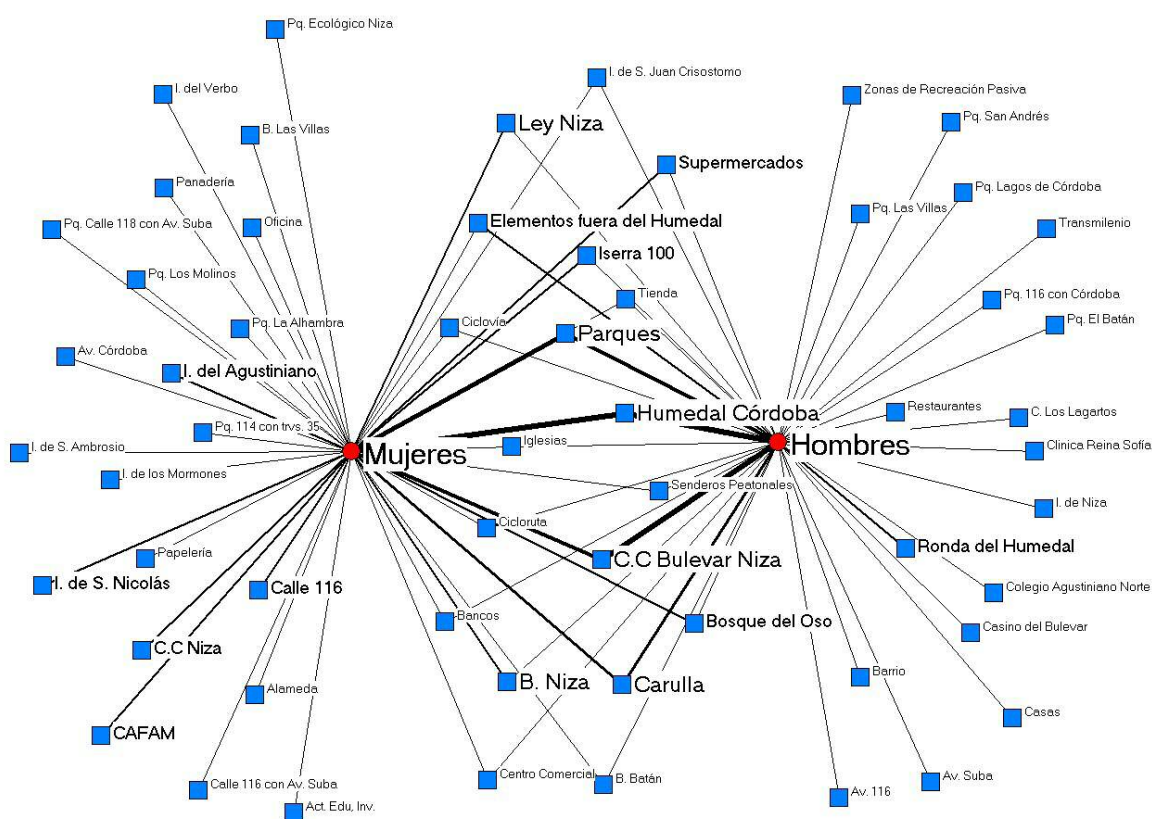 Pq. Ecológico Niza
I. de S. Juan Crisostomo
I. del Verbo
Zonas de Recreación Pasiva
Ley Niza
Pq. San Andrés
B. Las Villas
Supermercados
Panadería
Pq. Lagos de Córdoba
Pq. Las Villas
Elementos fuera del Humedal
Pq. Calle 118 con Av. Suba
Oficina
Transmilenio
Iserra 100
Pq. Los Molinos
Tienda
Pq. 116 con Córdoba
Pq. La Alhambra
Ciclovía
Parques
Pq. El Batán
Av. Córdoba
I. del Agustiniano
Humedal Córdoba
Restaurantes
C. Los Lagartos
Pq. 114 con trvs. 35
Iglesias
Hombres
Clinica Reina Sofía
I. de S. Ambrosio
Mujeres
I. de los Mormones
Senderos Peatonales
I. de Niza
Cicloruta
Papelería
C.C Bulevar Niza
Ronda del Humedal
I. de S. Nicolás
Calle 116
Colegio Agustiniano Norte
Bancos
Bosque del Oso
Casino del Bulevar
C.C Niza
B. Niza
Carulla
Barrio
Alameda
Casas
CAFAM
Calle 116 con Av. Suba
Centro Comercial
B. Batán
Av. Suba
Av. 116
Act. Edu, Inv.